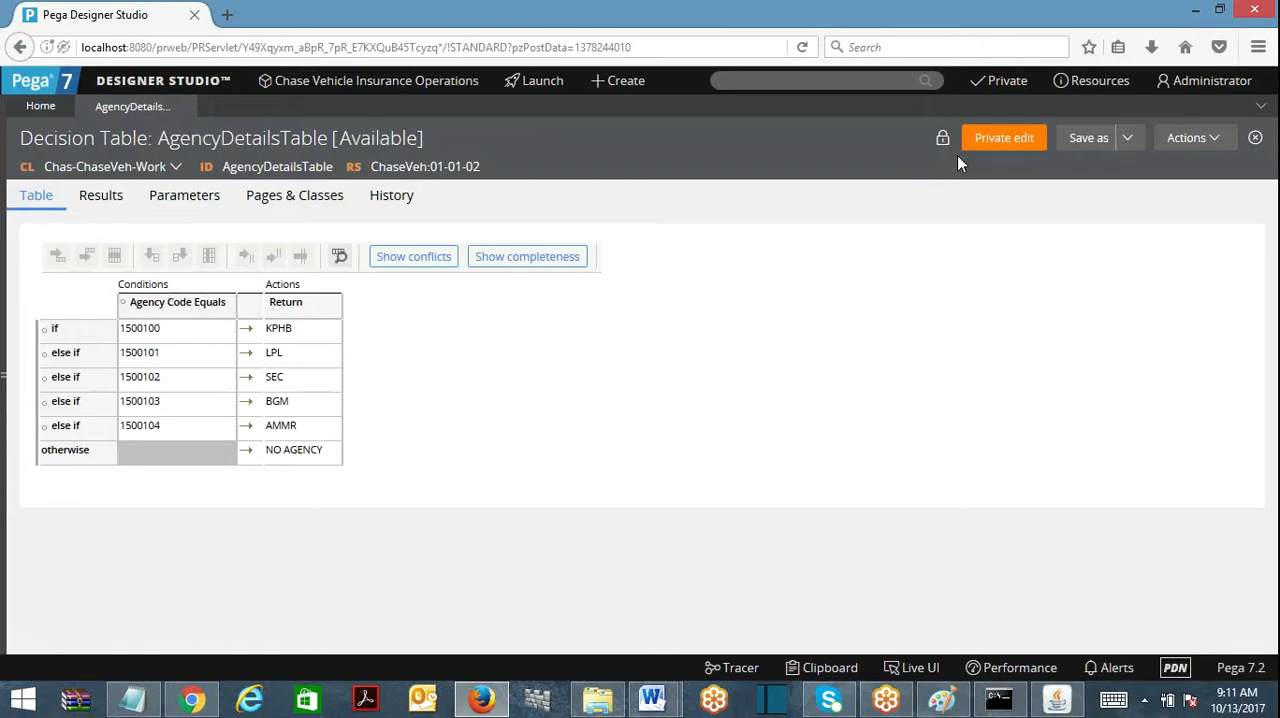 Pega Designer Studio
localhost:8080/prweb/PRServlet/Y49Xqyxm_aBpR_7pR_E7KXQuB45Tcyzq*/!STANDARD?pzPostData=1378244010
Search
Pega 7 DESIGNER STUDIO™ Chase Vehicle Insurance Operations Launch Create Private Resources Administrator
Home AgencyDetails...
Decision Table: AgencyDetailsTable [Available] Private edit Save as Actions
CL Chas-ChaseVeh-Work ID AgencyDetailsTable RS ChaseVeh:01-01-02
Table Results Parameters Pages & Classes History
Show conflicts Show completeness
Conditions Actions
Agency Code Equals Return
if 1500100 KPHB
else if 1500101 LPL
else if 1500102 SEC
else if 1500103 BGM
else if 1500104 AMMR
otherwise NO AGENCY
Tracer Clipboard Live UI Performance Alerts PDN Pega 7.2
9:11 AM
10/13/2017